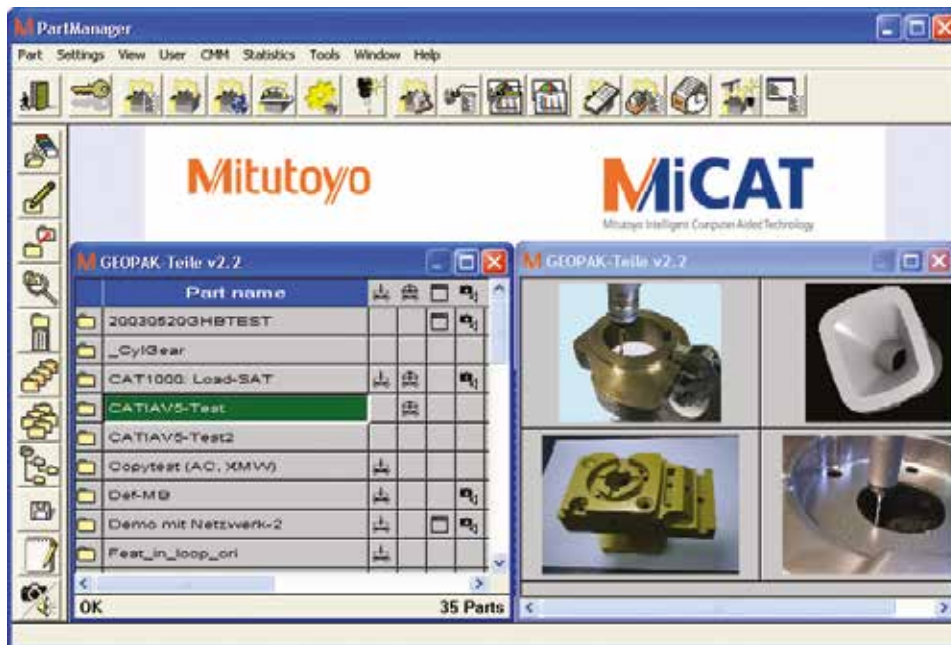 PartManager
Part Settings View User CMM Statistics Tools Window Help
Mitutoyo
MiCAT
Mitutoyo Intelligent Computer Aided Technology
GEOPAK-Teile v2.2
Part name
20030520GHBTEST
_CylGear
CAT1000: Load-SAT
CATIAV5-Test
CATIAV5-Test2
Copytest (AC, XMW)
Def-MB
Demo mit Netzwerk-2
Feat_in_loop_ori
OK 35 Parts
GEOPAK-Teile v2.2